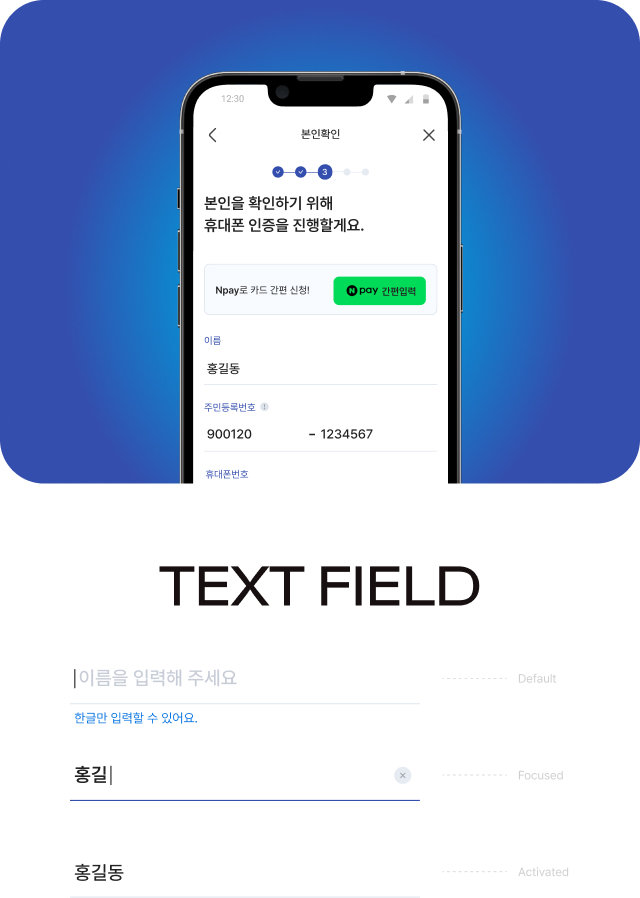 12:30
본인확인
3
본인을 확인하기 위해
휴대폰 인증을 진행할게요.
Npay로 카드 간편 신청!
N pay 간편입력
이름
홍길동
주민등록번호
900120 - 1234567
휴대폰번호
TEXT FIELD
이름을 입력해 주세요
Default
한글만 입력할 수 있어요.
홍길
Focused
홍길동
Activated